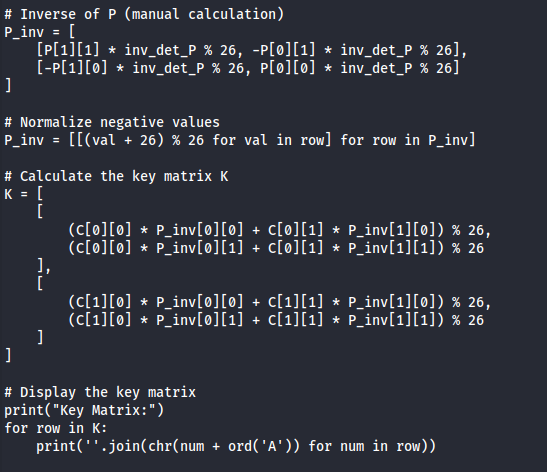 # Inverse of P (manual calculation)
P_inv = [
    [P[1][1] * inv_det_P % 26, -P[0][1] * inv_det_P % 26],
    [-P[1][0] * inv_det_P % 26, P[0][0] * inv_det_P % 26]
]

# Normalize negative values
P_inv = [[(val + 26) % 26 for val in row] for row in P_inv]

# Calculate the key matrix K
K = [
    [
        (C[0][0] * P_inv[0][0] + C[0][1] * P_inv[1][0]) % 26,
        (C[0][0] * P_inv[0][1] + C[0][1] * P_inv[1][1]) % 26
    ],
    [
        (C[1][0] * P_inv[0][0] + C[1][1] * P_inv[1][0]) % 26,
        (C[1][0] * P_inv[0][1] + C[1][1] * P_inv[1][1]) % 26
    ]
]

# Display the key matrix
print("Key Matrix:")
for row in K:
    print(''.join(chr(num + ord('A')) for num in row))